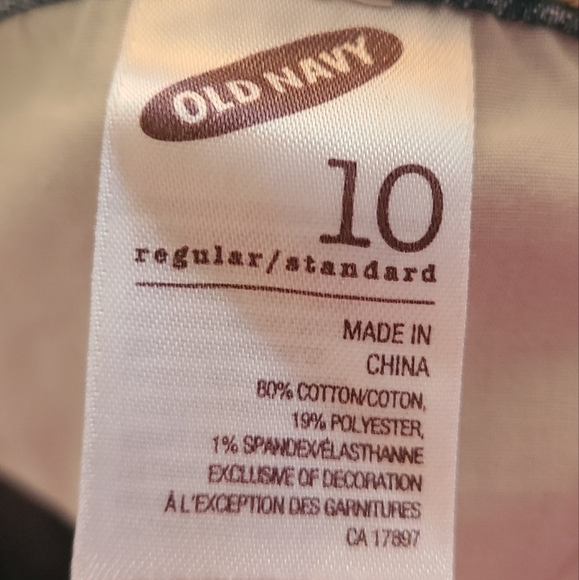 OLD NAVY
10
regular/standard
MADE IN
CHINA
80% COTTON/COTON,
19% POLYESTER,
1% SPANDEX/ÉLASTHANNE
EXCLUSIVE OF DECORATION
À L'EXCEPTION DES GARNITURES
CA 17897